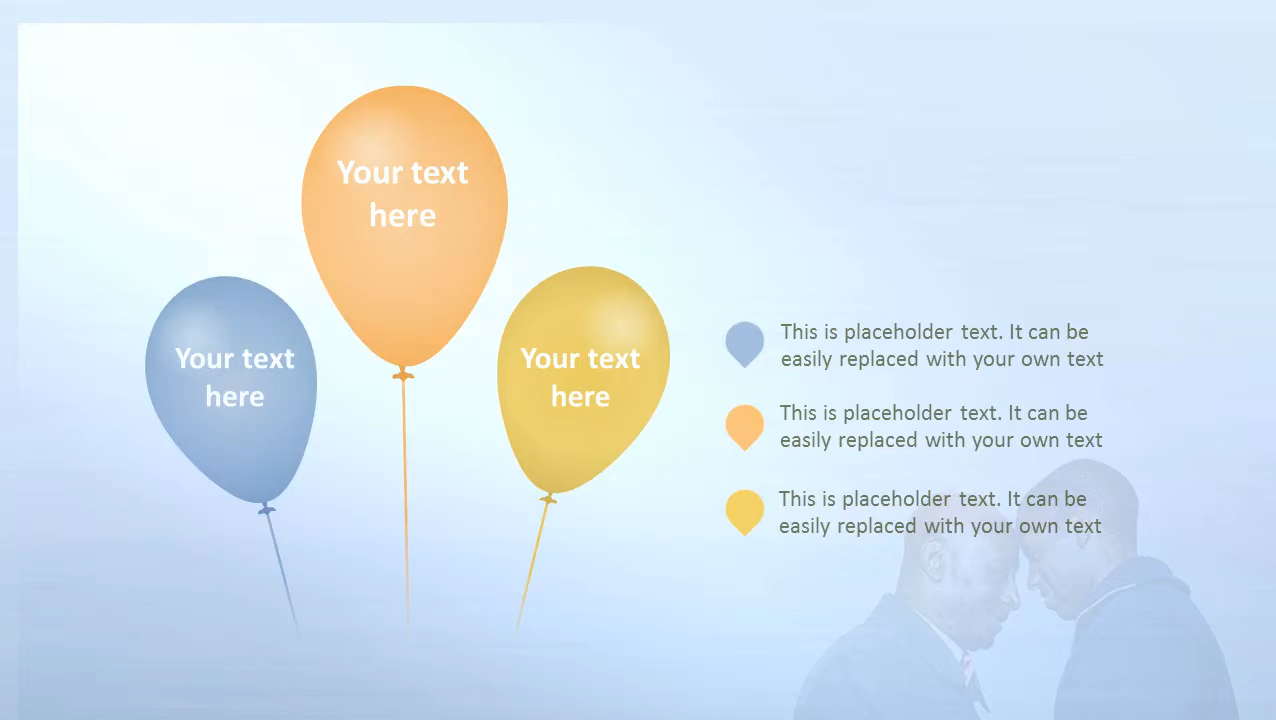 Your text
here
Your text
here
Your text
here
This is placeholder text. It can be
easily replaced with your own text
This is placeholder text. It can be
easily replaced with your own text
This is placeholder text. It can be
easily replaced with your own text